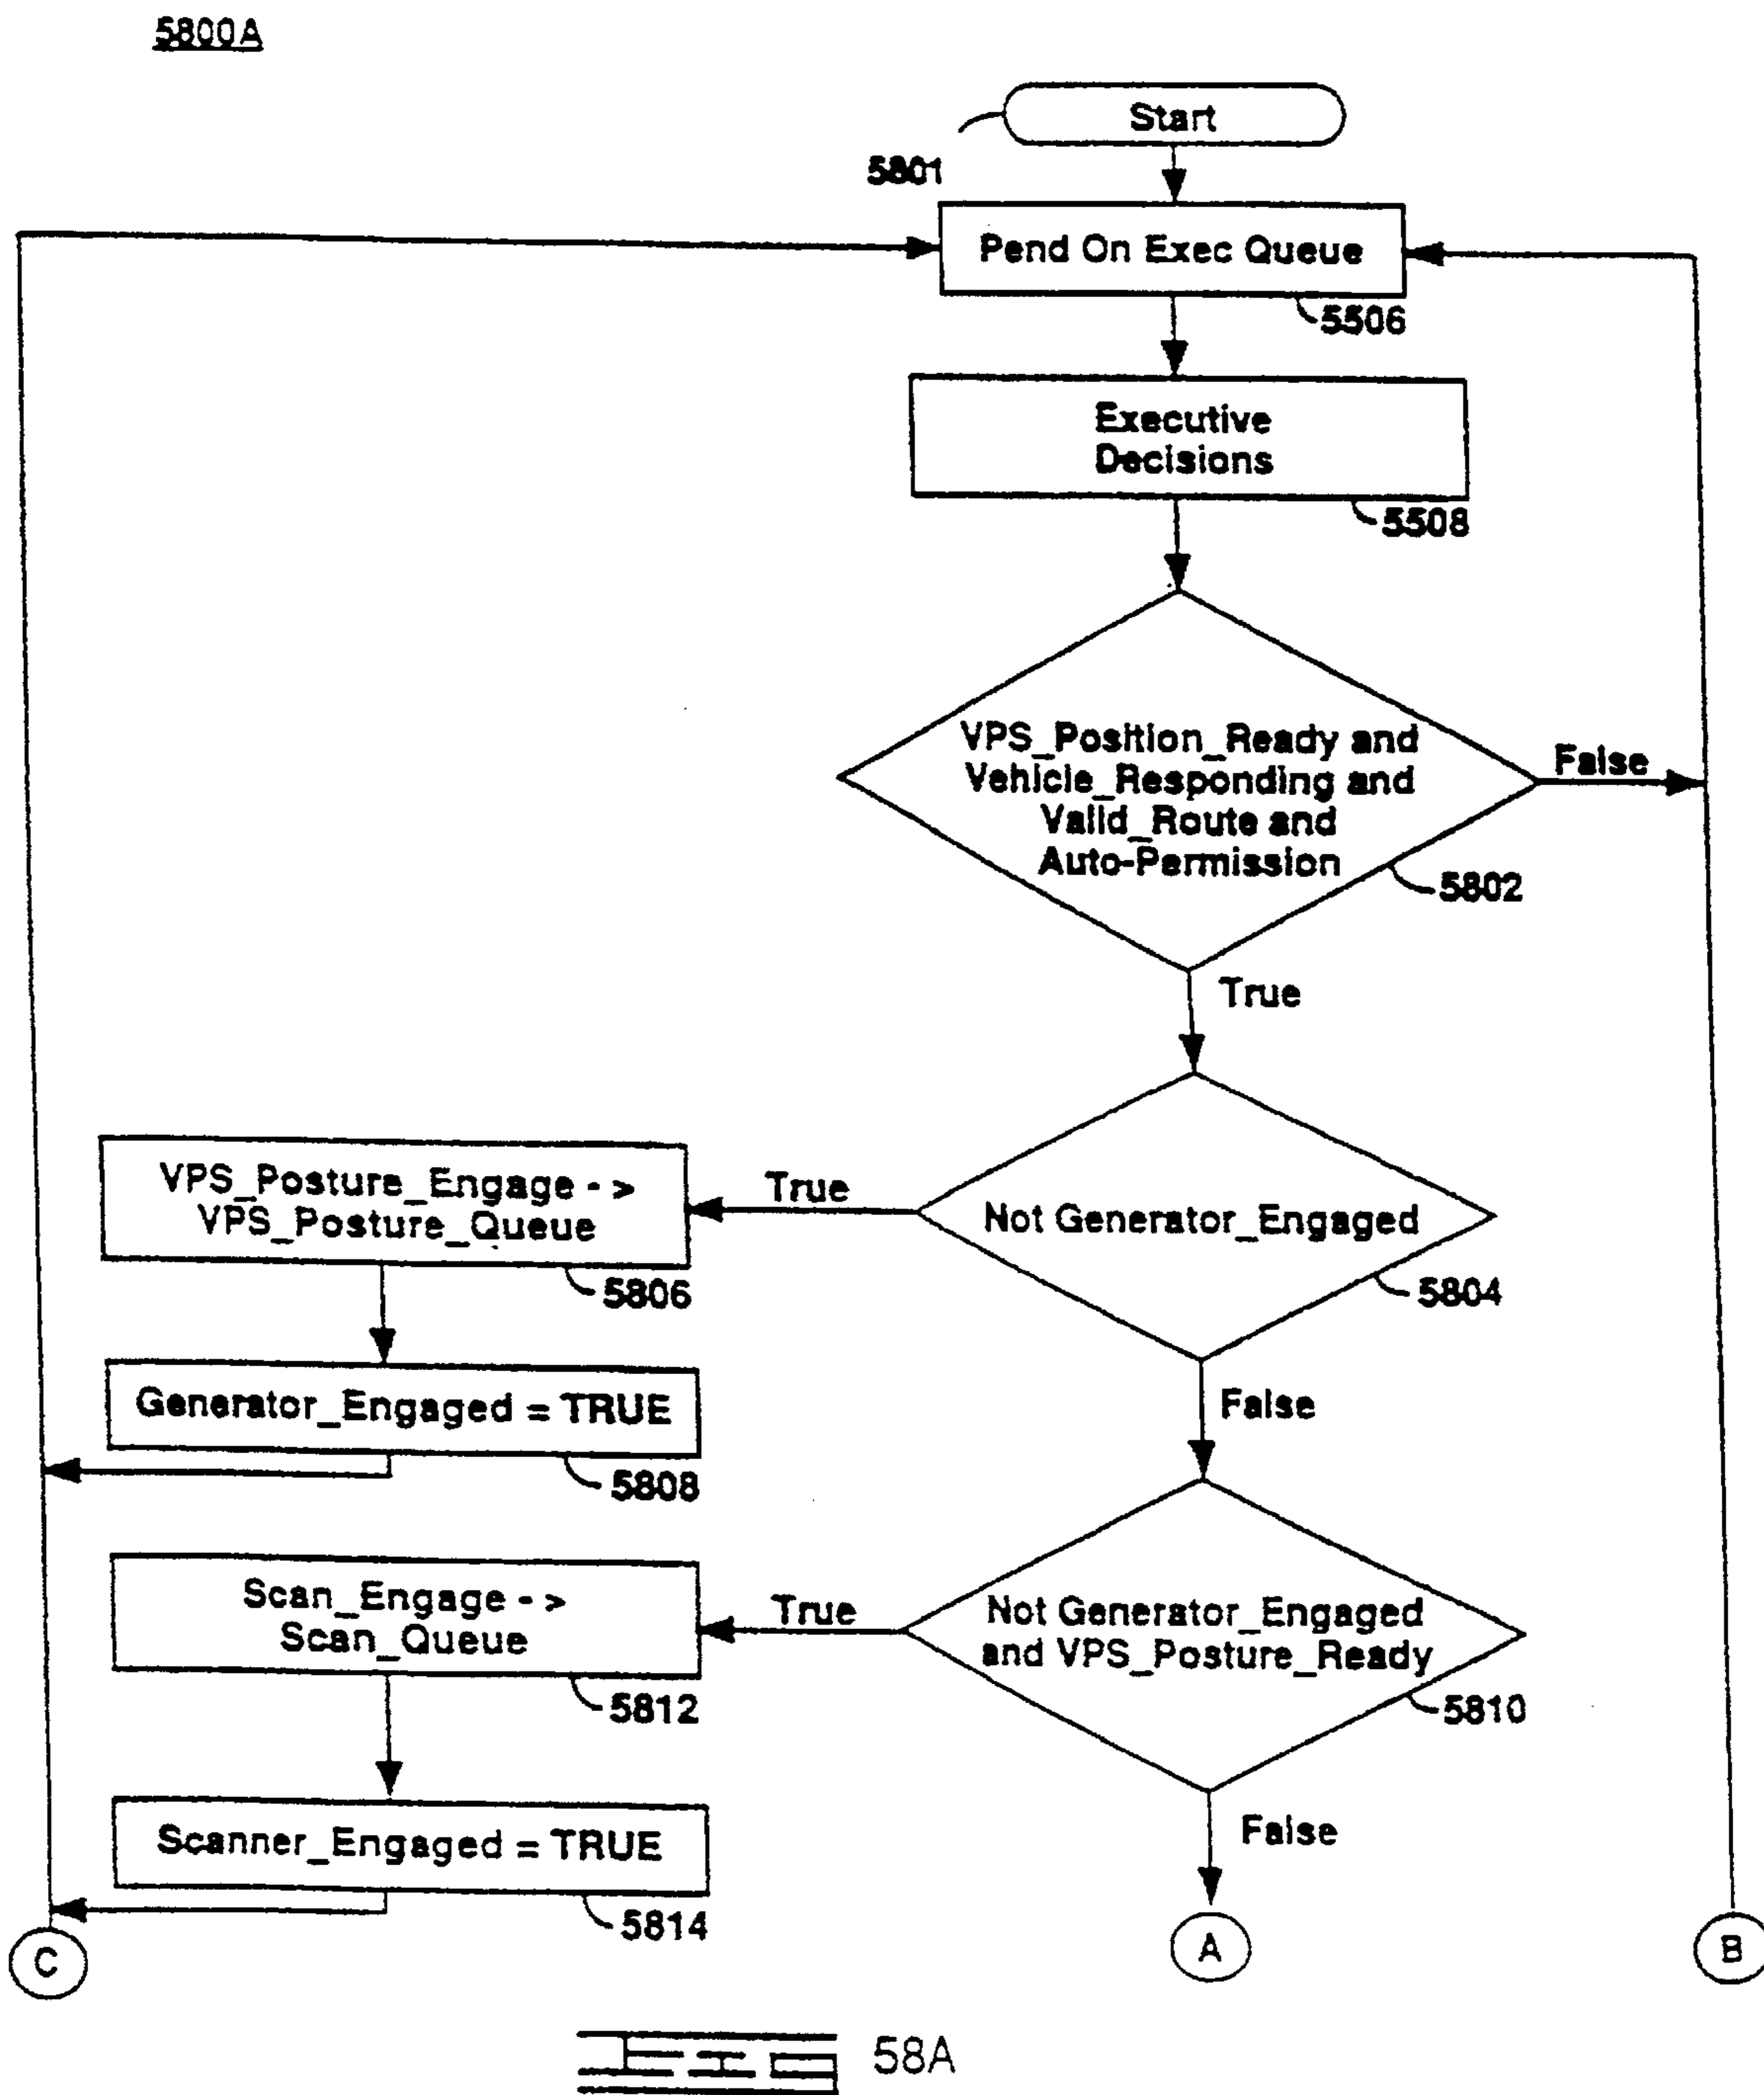 5800A
Start
5801
Pend On Exec Queue
5506
Executive
Decisions
5508
VPS_Position_Ready and
Vehicle_Responding and
Valid_Route and
Auto-Permission
False
5802
True
VPS_Posture_Engage - >
VPS_Posture_Queue
5806
True
Not Generator_Engaged
5804
Generator_Engaged = TRUE
5808
False
Scan_Engage - >
Scan_Queue
5812
True
Not Generator_Engaged
and VPS_Posture_Ready
5810
Scanner_Engaged = TRUE
5814
False
C
A
B
FIG 58A